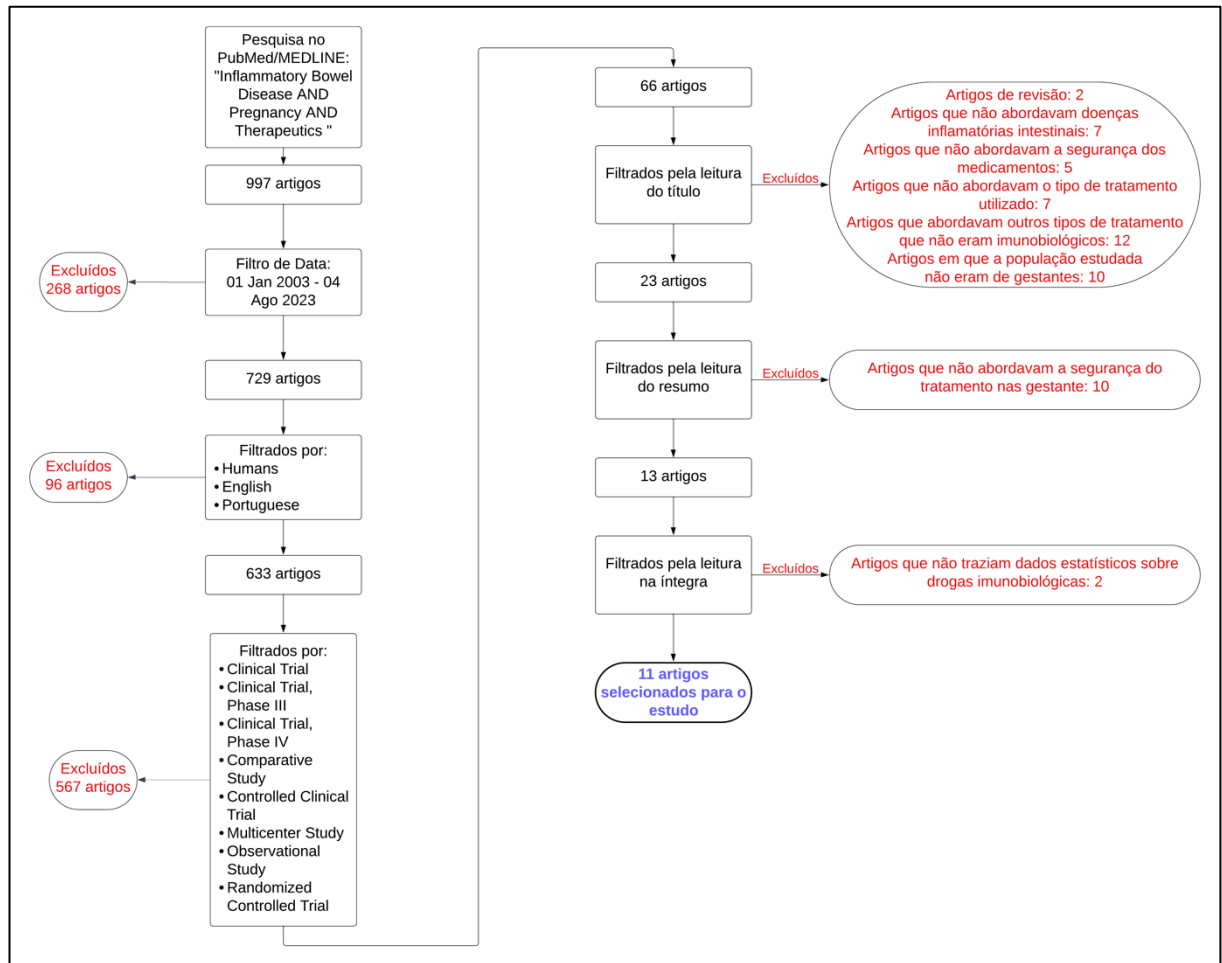 Pesquisa no
PubMed/MEDLINE:
"Inflammatory Bowel
Disease AND
Pregnancy AND
Therapeutics "
997 artigos
Excluídos
268 artigos
Filtro de Data:
01 Jan 2003 - 04
Ago 2023
729 artigos
Excluídos
96 artigos
Filtrados por:
• Humans
• English
• Portuguese
633 artigos
Excluídos
567 artigos
Filtrados por:
• Clinical Trial
• Clinical Trial,
Phase III
• Clinical Trial,
Phase IV
• Comparative
Study
• Controlled Clinical
Trial
• Multicenter Study
• Observational
Study
• Randomized
Controlled Trial
66 artigos
Filtrados pela leitura
do título
Excluídos
Artigos de revisão: 2
Artigos que não abordavam doenças
inflamatórias intestinais: 7
Artigos que não abordavam a segurança dos
medicamentos: 5
Artigos que não abordavam o tipo de tratamento
utilizado: 7
Artigos que abordavam outros tipos de tratamento
que não eram imunobiológicos: 12
Artigos em que a população estudada
não eram de gestantes: 10
23 artigos
Filtrados pela leitura
do resumo
Excluídos
Artigos que não abordavam a segurança do
tratamento nas gestante: 10
13 artigos
Filtrados pela leitura
na íntegra
Excluídos
Artigos que não traziam dados estatísticos sobre
drogas imunobiológicas: 2
11 artigos
selecionados para o
estudo